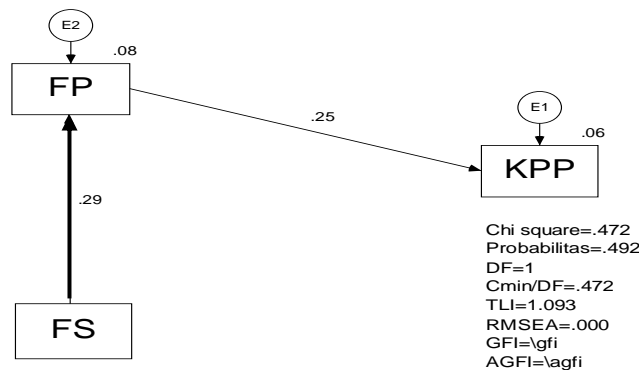 E2
.08
FP
.25
E1
.06
KPP
.29
FS
Chi square=.472
Probabilitas=.492
DF=1
Cmin/DF=.472
TLI=1.093
RMSEA=.000
GFI=\gfi
AGFI=\agfi